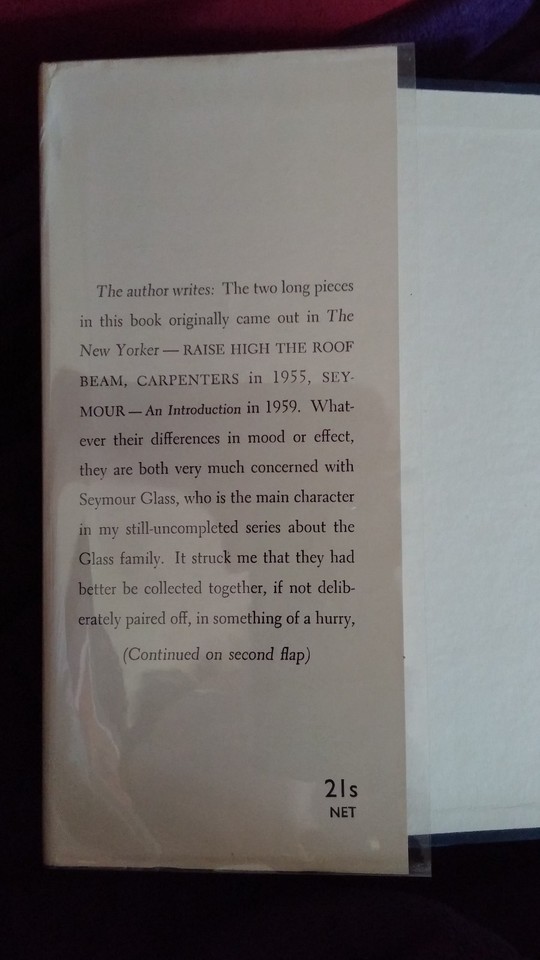 The author writes: The two long pieces
in this book originally came out in The
New Yorker — RAISE HIGH THE ROOF
BEAM, CARPENTERS in 1955, SEY-
MOUR — An Introduction in 1959. What-
ever their differences in mood or effect,
they are both very much concerned with
Seymour Glass, who is the main character
in my still-uncompleted series about the
Glass family. It struck me that they had
better be collected together, if not delib-
erately paired off, in something of a hurry,
(Continued on second flap)
21s
NET